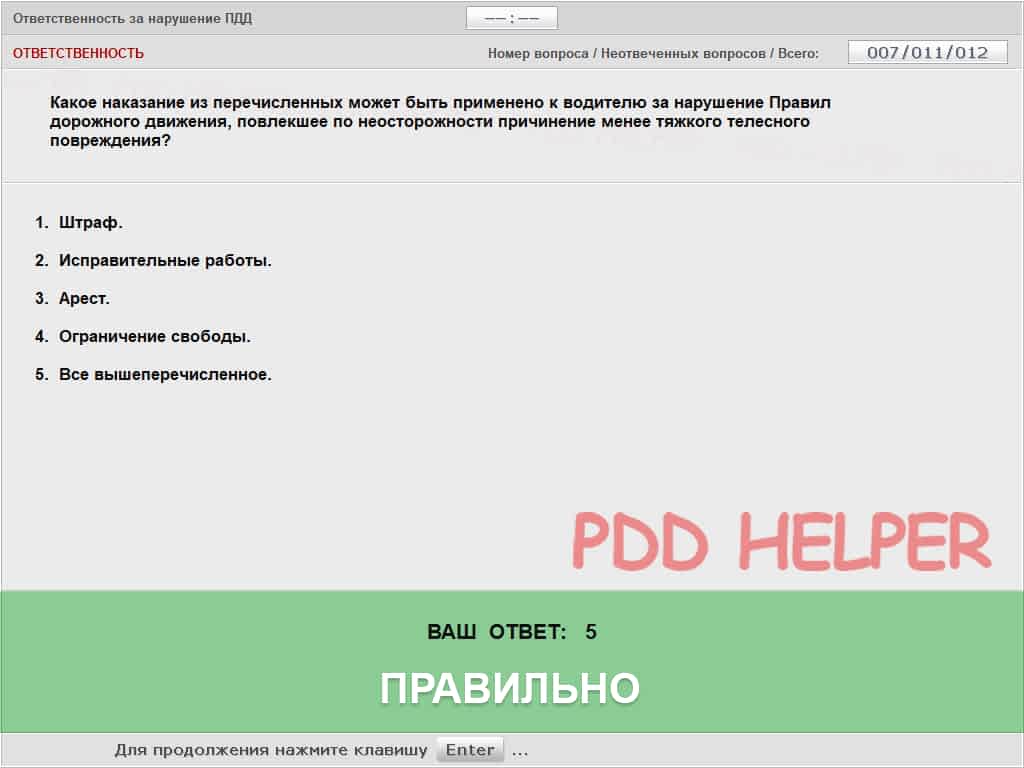 Ответственность за нарушение ПДД
––:––
ОТВЕТСТВЕННОСТЬ
Номер вопроса / Неотвеченных вопросов / Всего:
007/011/012
Какое наказание из перечисленных может быть применено к водителю за нарушение Правил
дорожного движения, повлекшее по неосторожности причинение менее тяжкого телесного
повреждения?
1. Штраф.
2. Исправительные работы.
3. Арест.
4. Ограничение свободы.
5. Все вышеперечисленное.
PDD HELPER
ВАШ ОТВЕТ: 5
ПРАВИЛЬНО
Для продолжения нажмите клавишу Enter ...